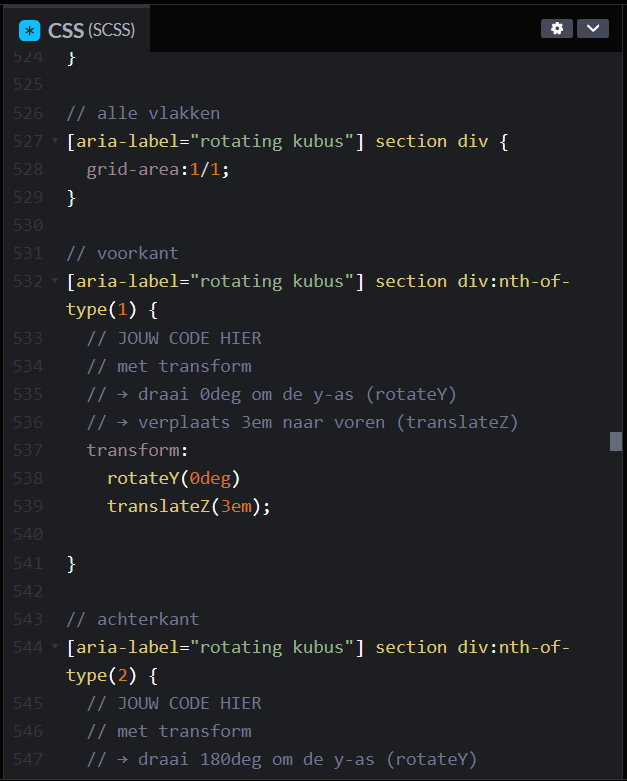 CSS (SCSS)
524 }
525
526 // alle vlakken
527 [aria-label="rotating kubus"] section div {
528 grid-area:1/1;
529 }
530
531 // voorkant
532 [aria-label="rotating kubus"] section div:nth-of-
type(1) {
533 // JOUW CODE HIER
534 // met transform
535 // → draai 0deg om de y-as (rotateY)
536 // → verplaats 3em naar voren (translateZ)
537 transform:
538 rotateY(0deg)
539 translateZ(3em);
540
541 }
542
543 // achterkant
544 [aria-label="rotating kubus"] section div:nth-of-
type(2) {
545 // JOUW CODE HIER
546 // met transform
547 // → draai 180deg om de y-as (rotateY)